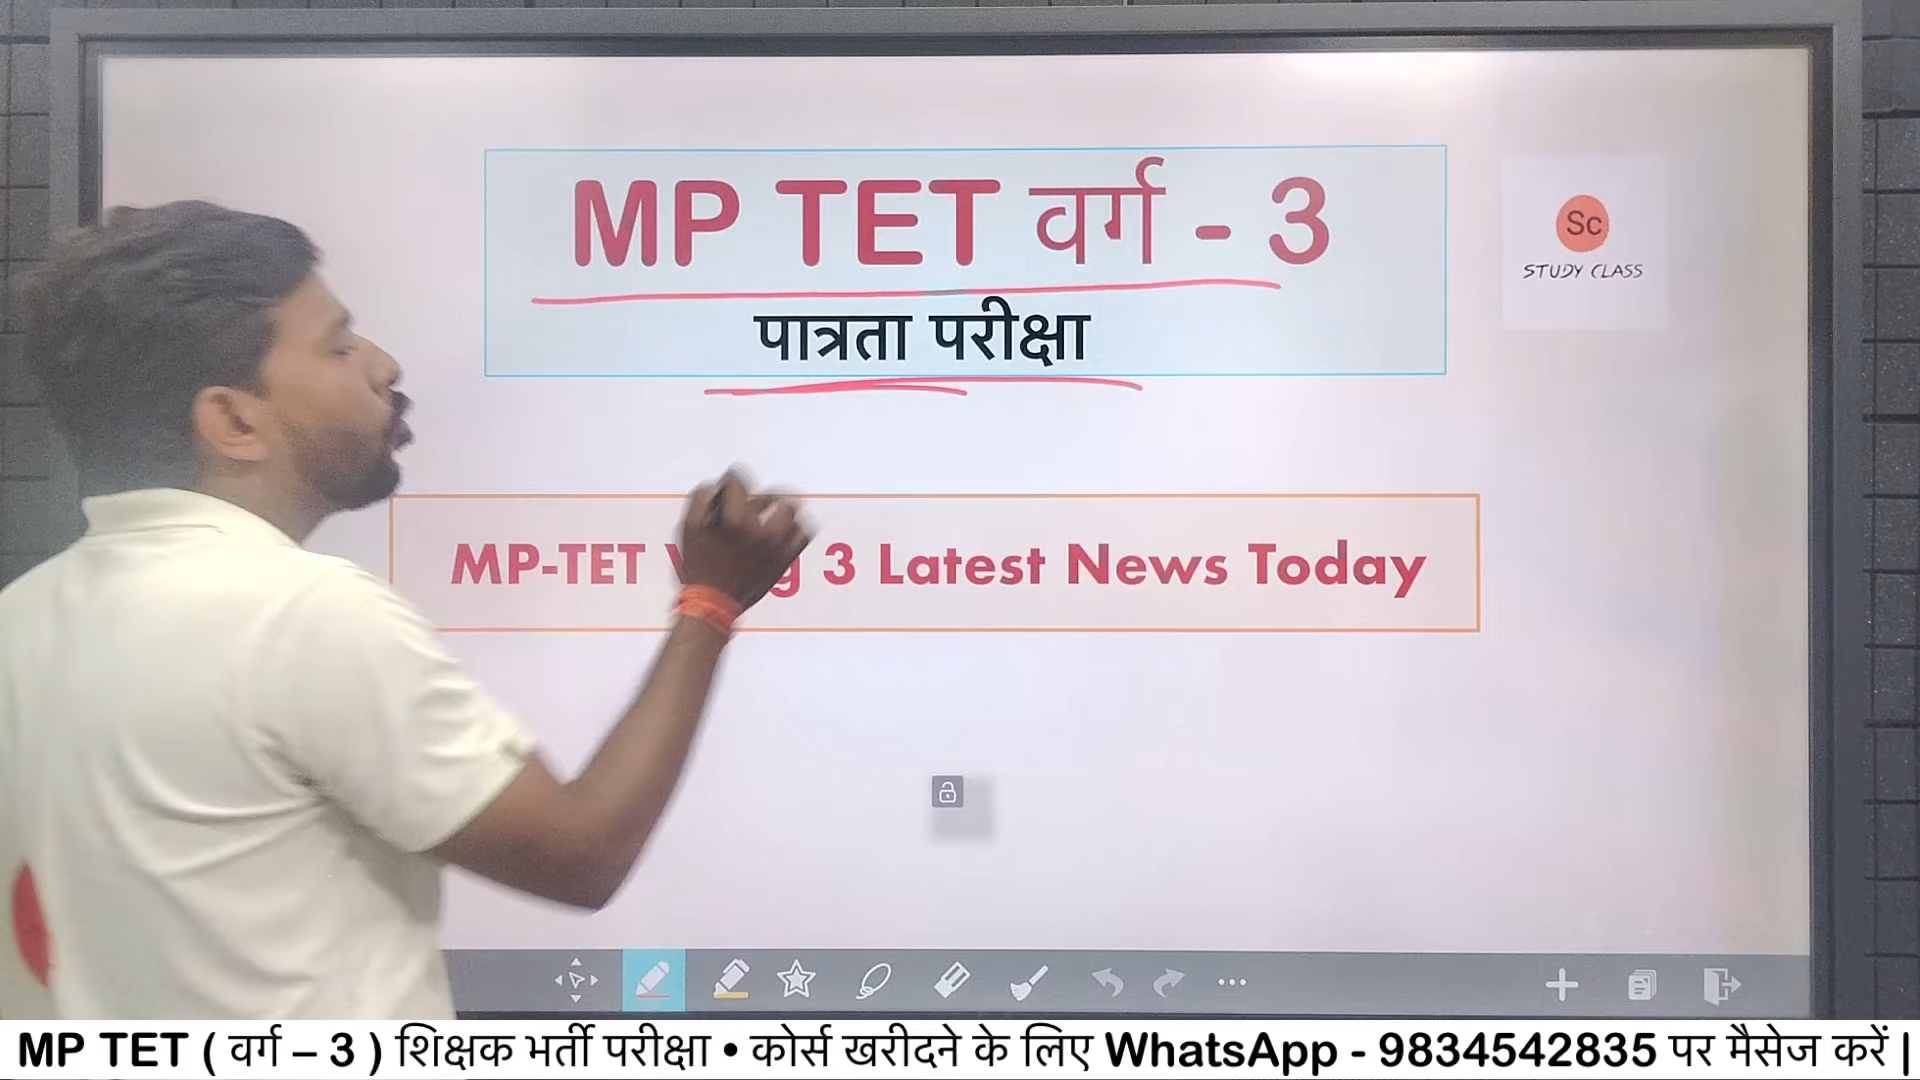 MP TET वर्ग - 3
पात्रता परीक्षा
Sc
STUDY CLASS
MP-TET 3 Latest News Today
MP TET ( वर्ग – 3 ) शिक्षक भर्ती परीक्षा • कोर्स खरीदने के लिए WhatsApp - 9834542835 पर मैसेज करें |